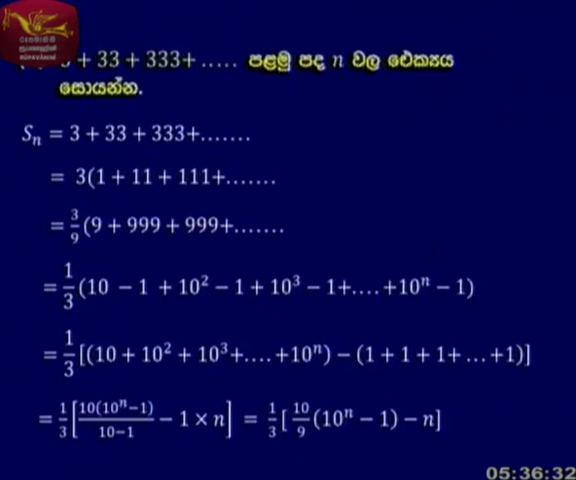 + 33 + 333+ ..... පළමු පද n වල ඓක්‍යය
සොයන්න.
Sₙ = 3 + 33 + 333+.......
= 3(1 + 11 + 111+.......
= 3/9 (9 + 999 + 999+.......
= 1/3 (10 − 1 + 10² − 1 + 10³ − 1+.... +10ⁿ − 1)
= 1/3 [(10 + 10² + 10³+.... +10ⁿ) − (1 + 1 + 1+ ... +1)]
= 1/3 [10(10ⁿ−1)/10−1 − 1 × n] = 1/3 [10/9 (10ⁿ − 1) − n]
05:36:32